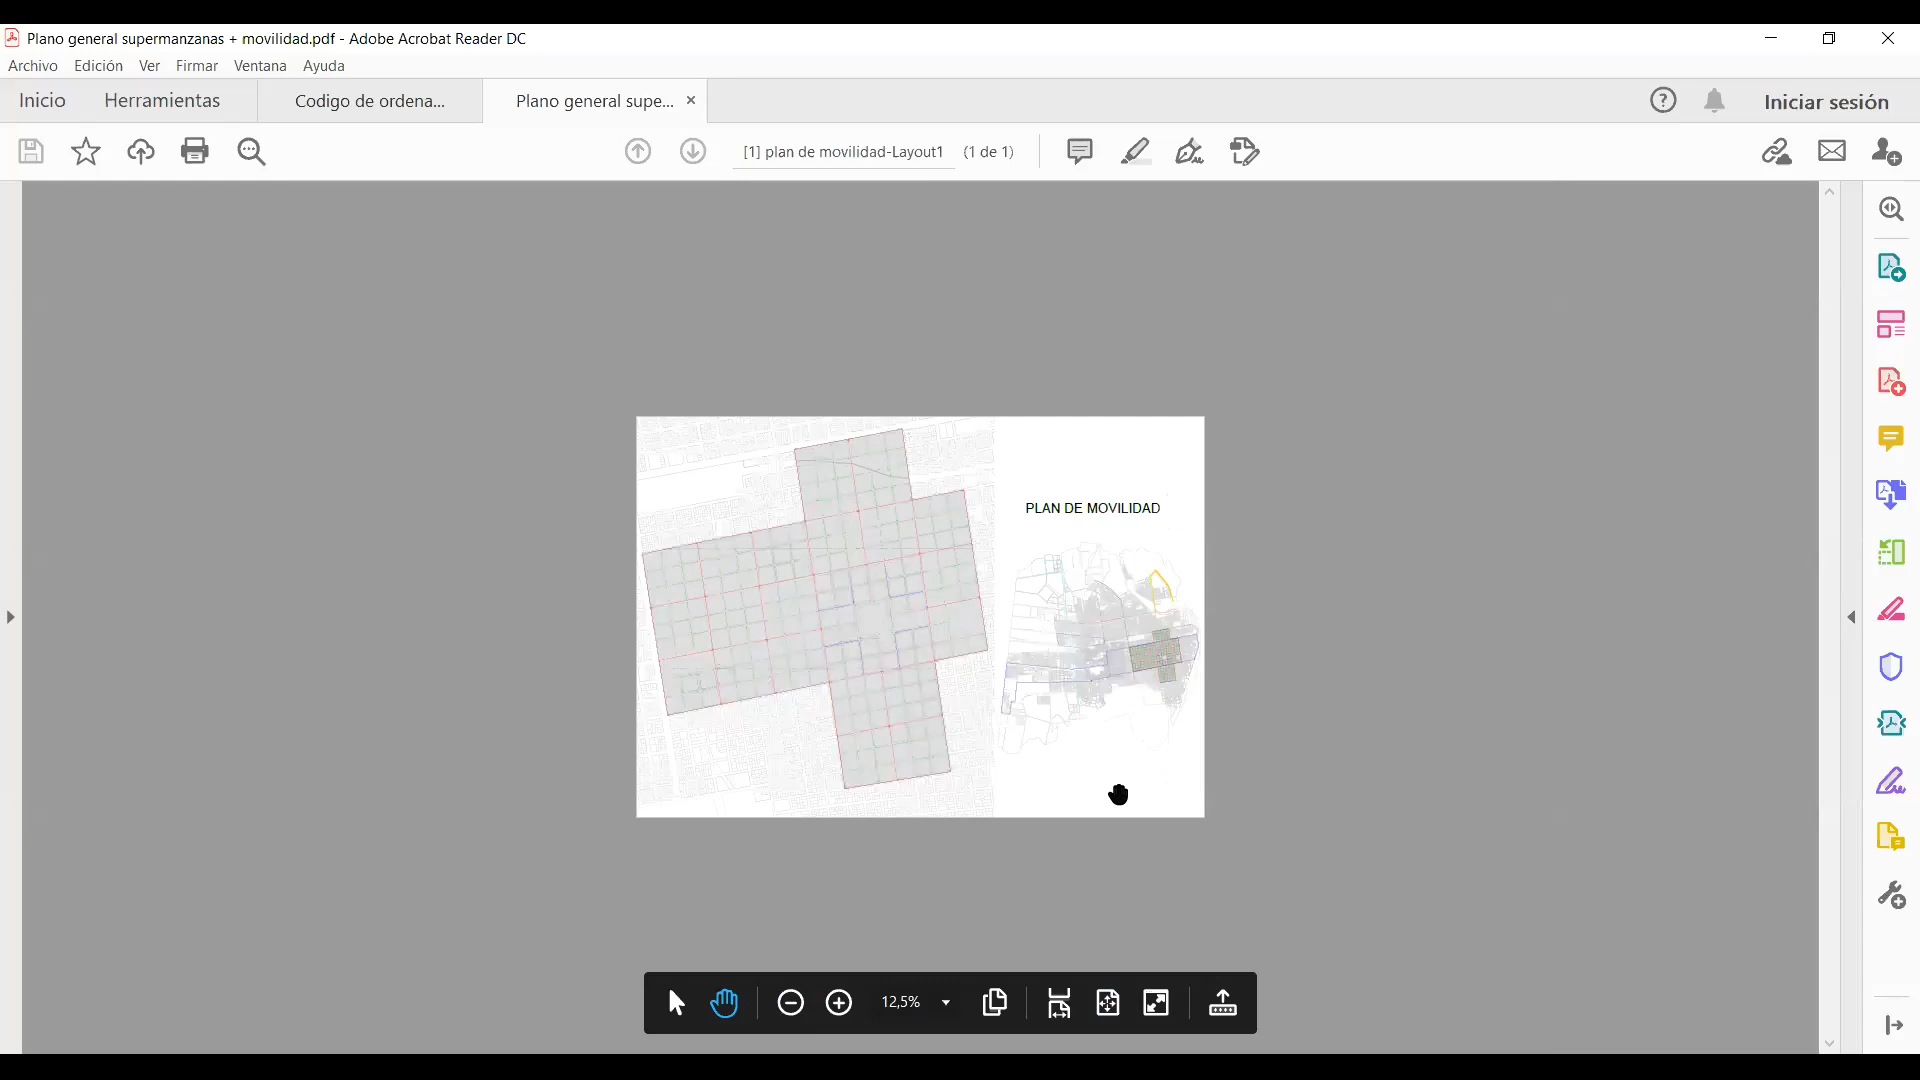 Plano general supermanzanas + movilidad.pdf - Adobe Acrobat Reader DC
Archivo Edición Ver Firmar Ventana Ayuda
Inicio Herramientas Codigo de ordena... Plano general supe... Iniciar sesión
[1] plan de movilidad-Layout1 (1 de 1)
PLAN DE MOVILIDAD
12,5%